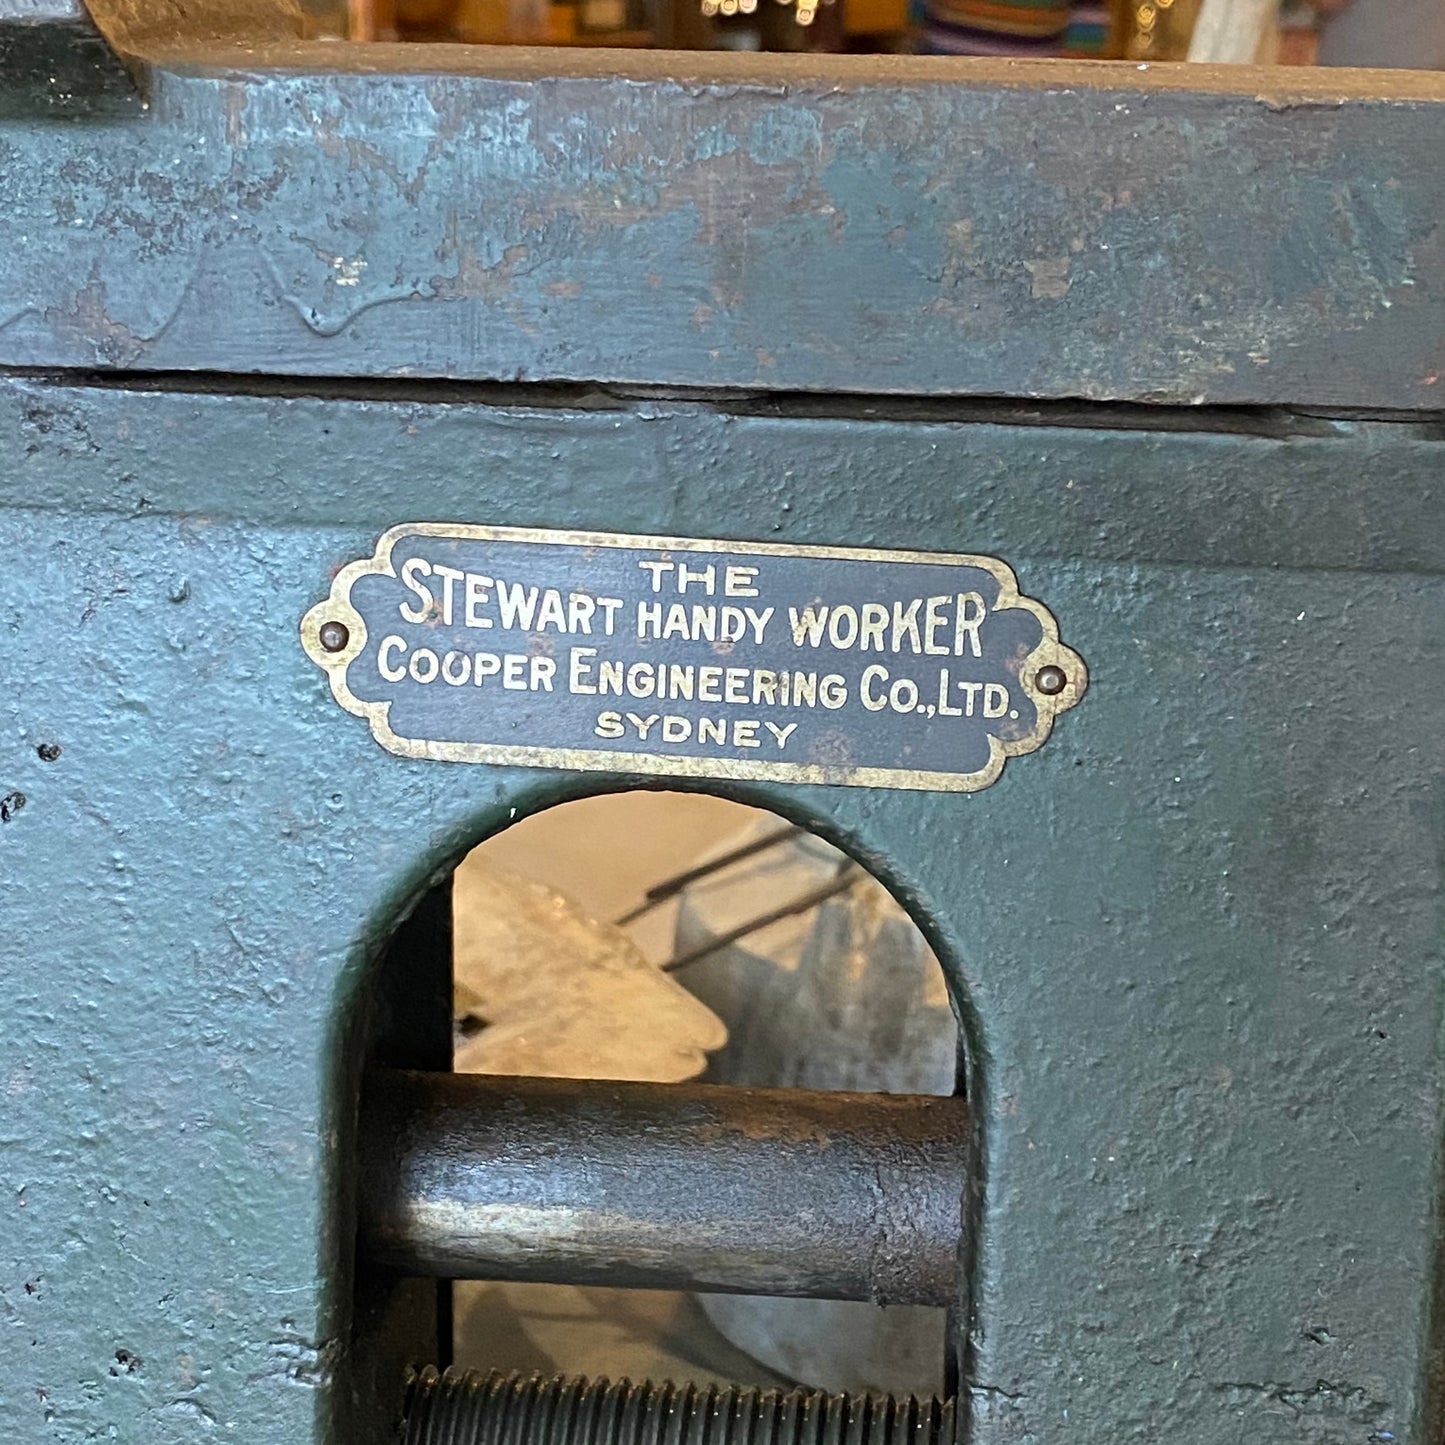 THE
STEWART HANDY WORKER
COOPER ENGINEERING CO., LTD.
SYDNEY